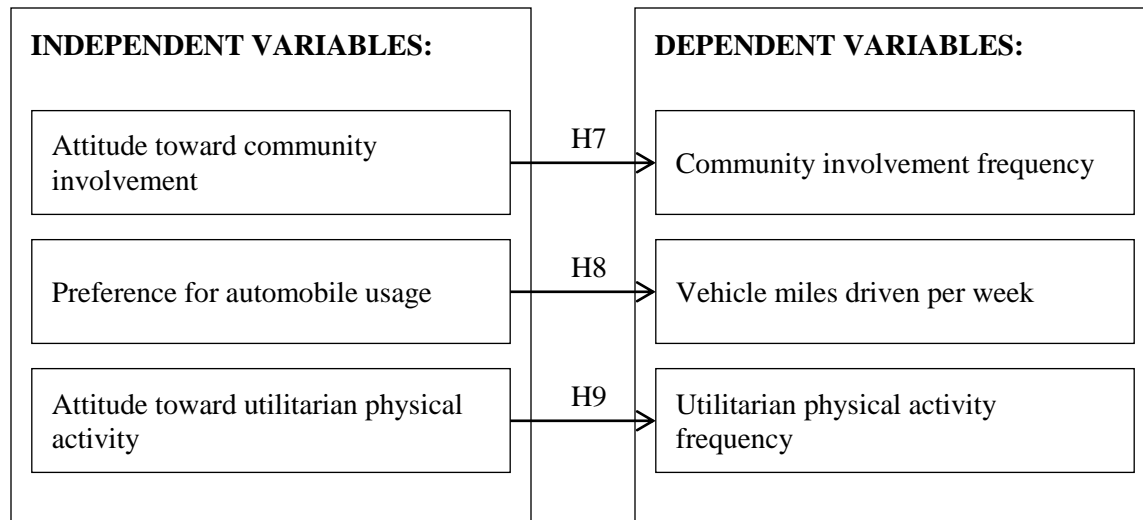 INDEPENDENT VARIABLES:
Attitude toward community
involvement
Preference for automobile usage
Attitude toward utilitarian physical
activity
H7
H8
H9
DEPENDENT VARIABLES:
Community involvement frequency
Vehicle miles driven per week
Utilitarian physical activity
frequency